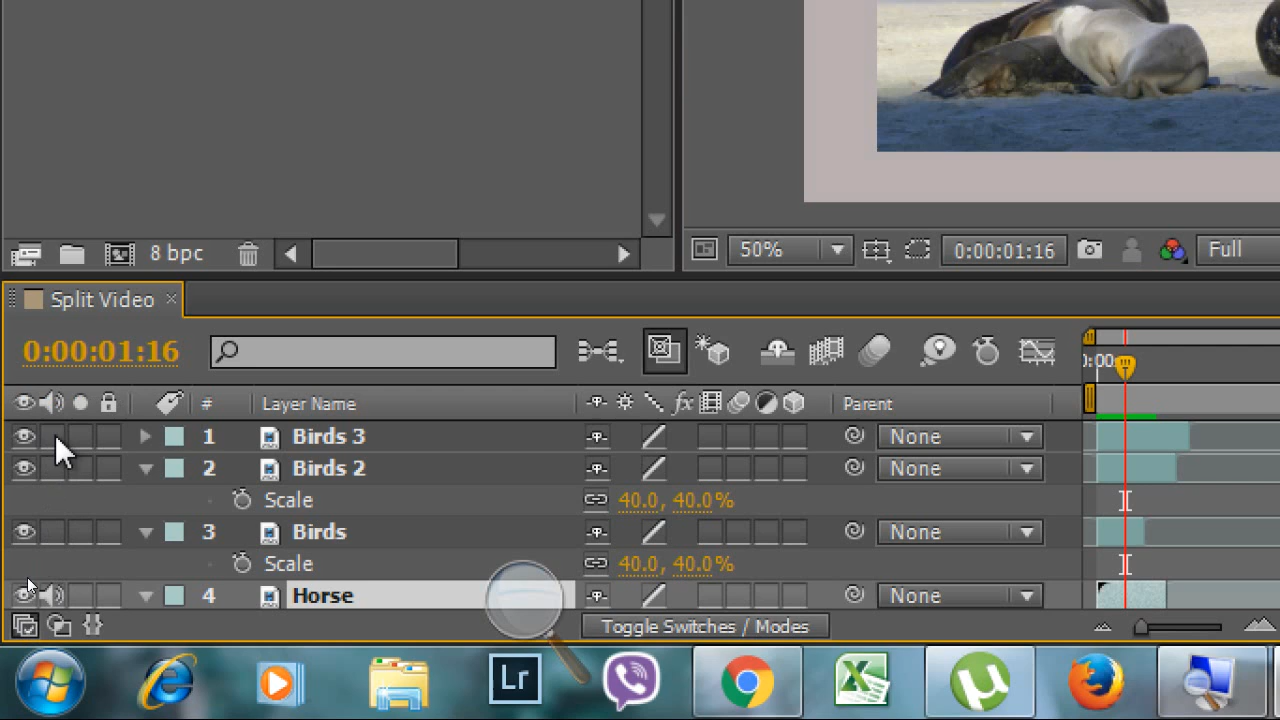 8 bpc
50%
0:00:01:16
Full
Split Video
0:00:01:16
0:00
# Layer Name fx Parent
1 Birds 3 None
2 Birds 2 None
Scale 40.0, 40.0%
3 Birds None
Scale 40.0, 40.0%
4 Horse None
Toggle Switches / Modes
Lr